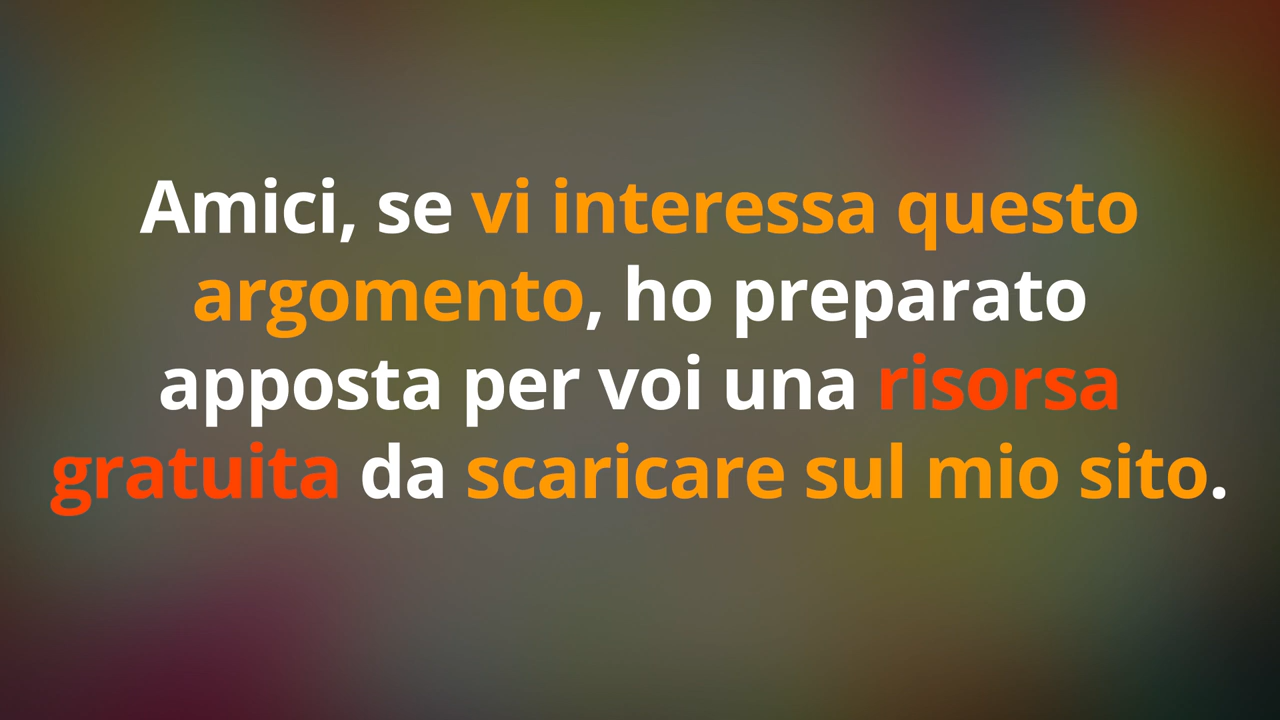 Amici, se vi interessa questo
argomento, ho preparato
apposta per voi una risorsa
gratuita da scaricare sul mio sito.